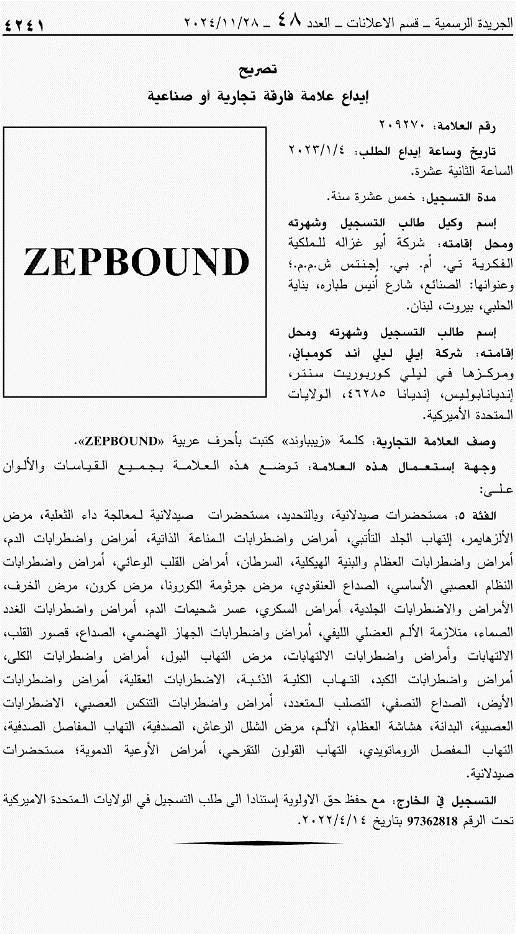 الجريدة الرسمية ــ قسم الاعلانات ــ العدد ٤٨ ــ ٢٠٢٤/١١/٢٨
٤٢٤١
تصريح
إيداع علامة فارقة تجارية أو صناعية
رقم العلامة: ٢٠٩٢٧٠
تاريخ وساعة إيداع الطلب: ٢٠٢٣/١/٤
الساعة الثانية عشرة.
مدة التسجيل: خمس عشرة سنة.
إسم وكيل طالب التسجيل وشهرته
ومحل إقامته: شركة أبو غزاله للملكية
الفكرية تي. أم. بي. إجنتس ش.م.م.؛
وعنوانها: الصنائع، شارع أنيس طباره، بناية
الحلبي، بيروت، لبنان.
إسم طالب التسجيل وشهرته ومحل
إقامته: شركة إيلي ليلي أند كومباني،
ومركزها في ليلي كوربوريت سنتر،
إنديانابوليس، إنديانا ٤٦٢٨٥، الولايات
المتحدة الأميركية.
ZEPBOUND
وصف العلامة التجارية: كلمة «زيبباوند» كتبت بأحرف عربية «ZEPBOUND».
وجهة إستعمال هذه العلامة: توضع هذه العلامة بجميع القياسات والألوان
على:
الفئة ٥: مستحضرات صيدلانية، وبالتحديد، مستحضرات صيدلانية لمعالجة داء الثعلبة، مرض
الألزهايمر، إلتهاب الجلد التأتبي، أمراض واضطرابات المناعة الذاتية، أمراض واضطرابات الدم،
أمراض واضطرابات العظام والبنية الهيكلية، السرطان، أمراض القلب الوعائي، أمراض واضطرابات
النظام العصبي الأساسي، الصداع العنقودي، مرض جرثومة الكورونا، مرض كرون، مرض الخرف،
الأمراض والاضطرابات الجلدية، أمراض السكري، عسر شحيمات الدم، أمراض واضطرابات الغدد
الصماء، متلازمة الألم العضلي الليفي، أمراض واضطرابات الجهاز الهضمي، الصداع، قصور القلب،
الالتهابات وأمراض واضطرابات الالتهابات، مرض التهاب البول، أمراض واضطرابات الكلى،
أمراض واضطرابات الكبد، التهاب الكلية الذئبية، الاضطرابات العقلية، أمراض واضطرابات
الأيض، الصداع النصفي، التصلب المتعدد، أمراض واضطرابات التنكس العصبي، الاضطرابات
العصبية، البدانة، هشاشة العظام، الألم، مرض الشلل الرعاش، الصدفية، التهاب المفاصل الصدفية،
التهاب المفصل الروماتويدي، التهاب القولون التقرحي، أمراض الأوعية الدموية؛ مستحضرات
صيدلانية.
التسجيل في الخارج: مع حفظ حق الاولوية إستنادا الى طلب التسجيل في الولايات المتحدة الاميركية
تحت الرقم 97362818 بتاريخ ٢٠٢٢/٤/١٤.